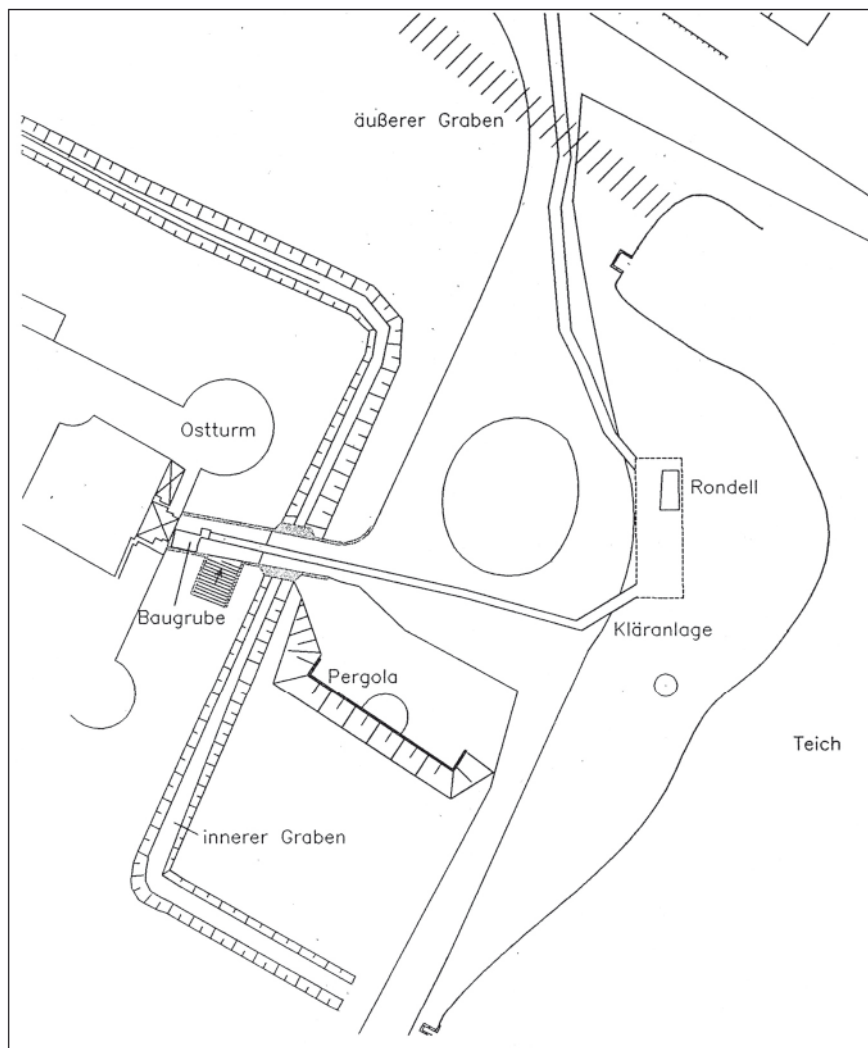 äußerer Graben
Ostturm
Rondell
Baugrube
Kläranlage
Pergola
Teich
innerer Graben